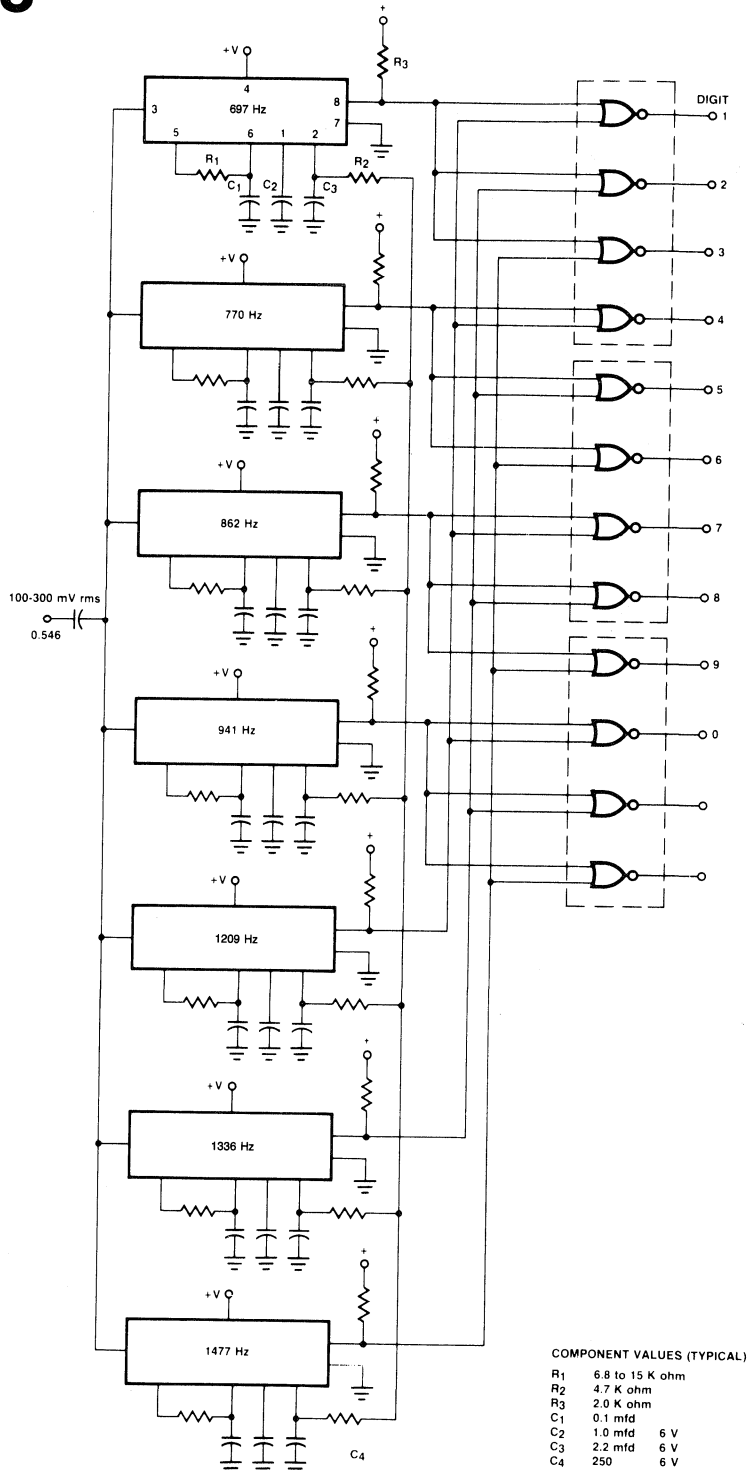 +
R3
+V
4
3
697 Hz
8
7
5
6
1
2
R1
C1
C2
C3
R2
DIGIT
1
2
3
4
5
6
7
8
9
0
+V
+
770 Hz
+V
+
862 Hz
100-300 mV rms
0.546
+V
+
941 Hz
+V
+
1209 Hz
+V
+
1336 Hz
+V
+
1477 Hz
C4
COMPONENT VALUES (TYPICAL)
R1 6.8 to 15 K ohm
R2 4.7 K ohm
R3 2.0 K ohm
C1 0.1 mfd
C2 1.0 mfd 6 V
C3 2.2 mfd 6 V
C4 250 6 V